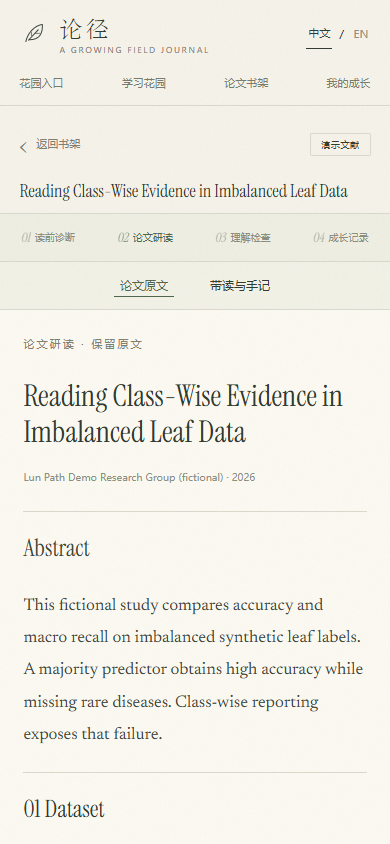 论径
A GROWING FIELD JOURNAL
中文 / EN
花园入口 学习花园 论文书架 我的成长
返回书架
演示文献
Reading Class-Wise Evidence in Imbalanced Leaf Data
01 读前诊断 02 论文研读 03 理解检查 04 成长记录
论文原文 带读与手记
论文研读 · 保留原文
Reading Class-Wise Evidence in
Imbalanced Leaf Data
Lun Path Demo Research Group (fictional) · 2026
Abstract
This fictional study compares accuracy and
macro recall on imbalanced synthetic leaf labels.
A majority predictor obtains high accuracy while
missing rare diseases. Class-wise reporting
exposes that failure.
01 Dataset